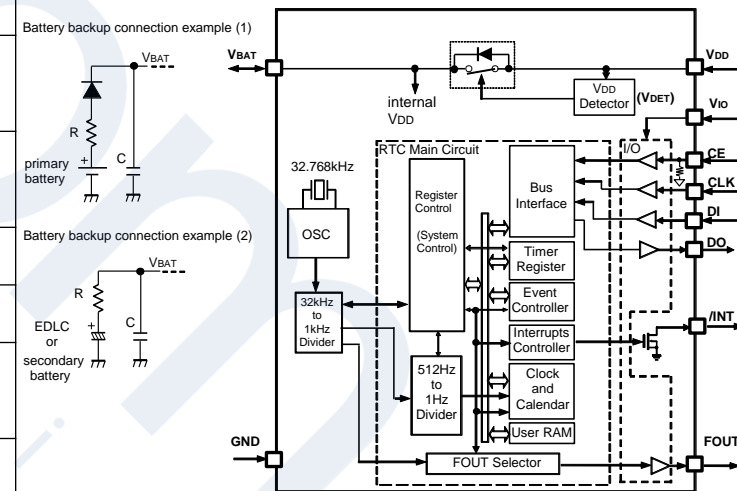 Battery backup connection example (1)
VBAT
R
primary
battery
+
C
Battery backup connection example (2)
VBAT
R
EDLC
or
secondary
battery
+
C
VBAT
internal
VDD
VDD
Detector
(VDET)
VDD
VIO
I/O
CE
CLK
DI
DO
/INT
FOUT
GND
32.768kHz
OSC
32kHz
to
1kHz
Divider
RTC Main Circuit
Register
Control
(System
Control)
Bus
Interface
Timer
Register
Event
Controller
Interrupts
Controller
512Hz
to
1Hz
Divider
Clock
and
Calendar
User RAM
FOUT Selector